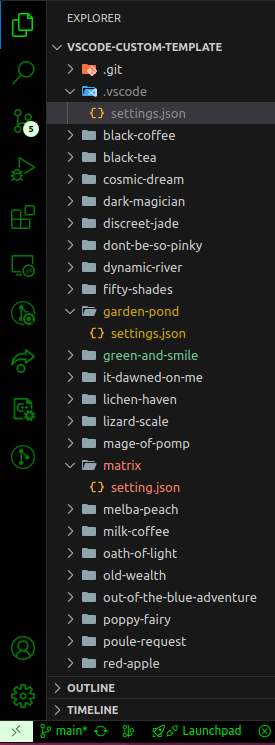 EXPLORER
VSCODE-CUSTOM-TEMPLATE
.git
.vscode
{} settings.json
5
black-coffee
black-tea
cosmic-dream
dark-magician
discreet-jade
dont-be-so-pinky
dynamic-river
fifty-shades
garden-pond
{} settings.json
green-and-smile
it-dawned-on-me
lichen-haven
lizard-scale
mage-of-pomp
matrix
{} setting.json
melba-peach
milk-coffee
oath-of-light
old-wealth
out-of-the-blue-adventure
poppy-fairy
poule-request
red-apple
OUTLINE
TIMELINE
main* Launchpad